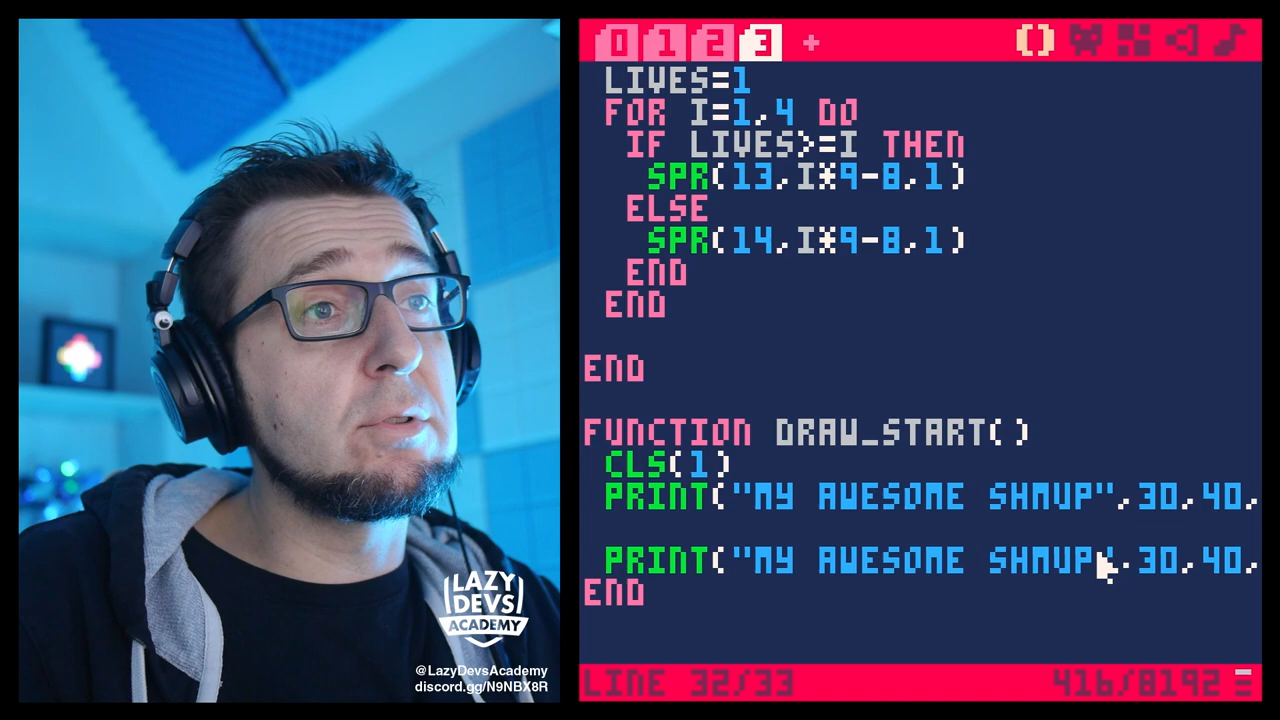 LAZY
DEVS
ACADEMY
@LazyDevsAcademy
discord.gg/N9NBX8R
0 1 2 3 +
LIVES=1
FOR I=1,4 DO
IF LIVES>=I THEN
SPR(13,I*9-8,1)
ELSE
SPR(14,I*9-8,1)
END
END
END
FUNCTION DRAW_START()
CLS(1)
PRINT("MY AWESOME SHMUP",30,40,
PRINT("MY AWESOME SHMUP",30,40,
END
LINE 32/33 416/8192